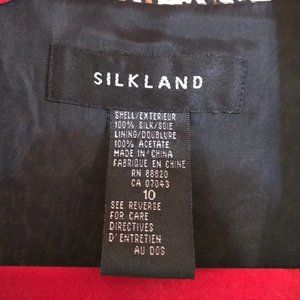 SILKLAND
SHELL/EXTERIEUR
100% SILK/SOIE
LINING/DOUBLURE
100% ACETATE
MADE IN CHINA
FABRIQUE EN CHINE
RN 88820
CA 07043
10
SEE REVERSE
FOR CARE
DIRECTIVES
D'ENTRETIEN
AU DOS